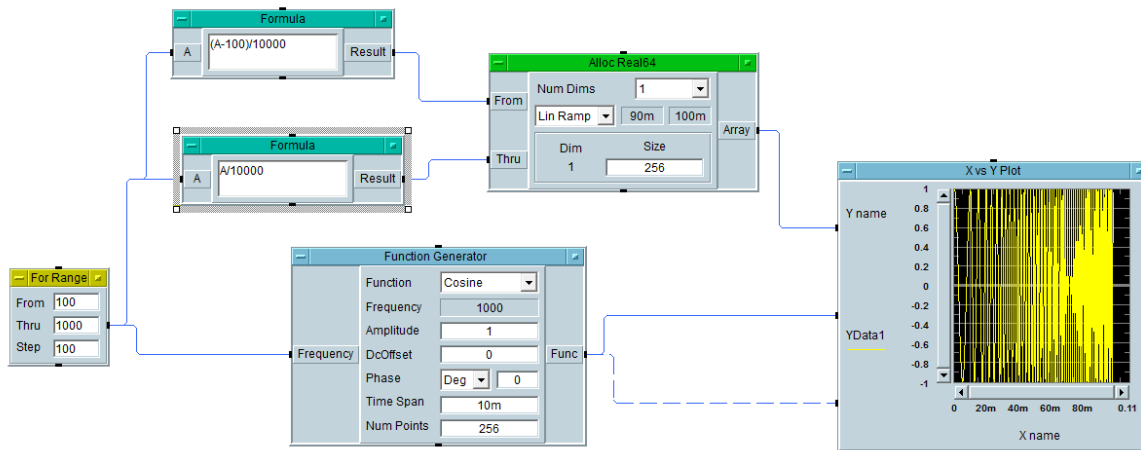 Formula
A
(A-100)/10000
Result
Alloc Real64
From
Thru
Num Dims
1
Lin Ramp
90m
100m
Dim
Size
1
256
Array
Formula
A
A/10000
Result
X vs Y Plot
Y name
YData1
1
0.8
0.6
0.4
0.2
0
-0.2
-0.4
-0.6
-0.8
-1
0
20m
40m
60m
80m
0.11
X name
For Range
From
100
Thru
1000
Step
100
Function Generator
Frequency
Function
Cosine
Frequency
1000
Amplitude
1
DcOffset
0
Phase
Deg
0
Time Span
10m
Num Points
256
Func